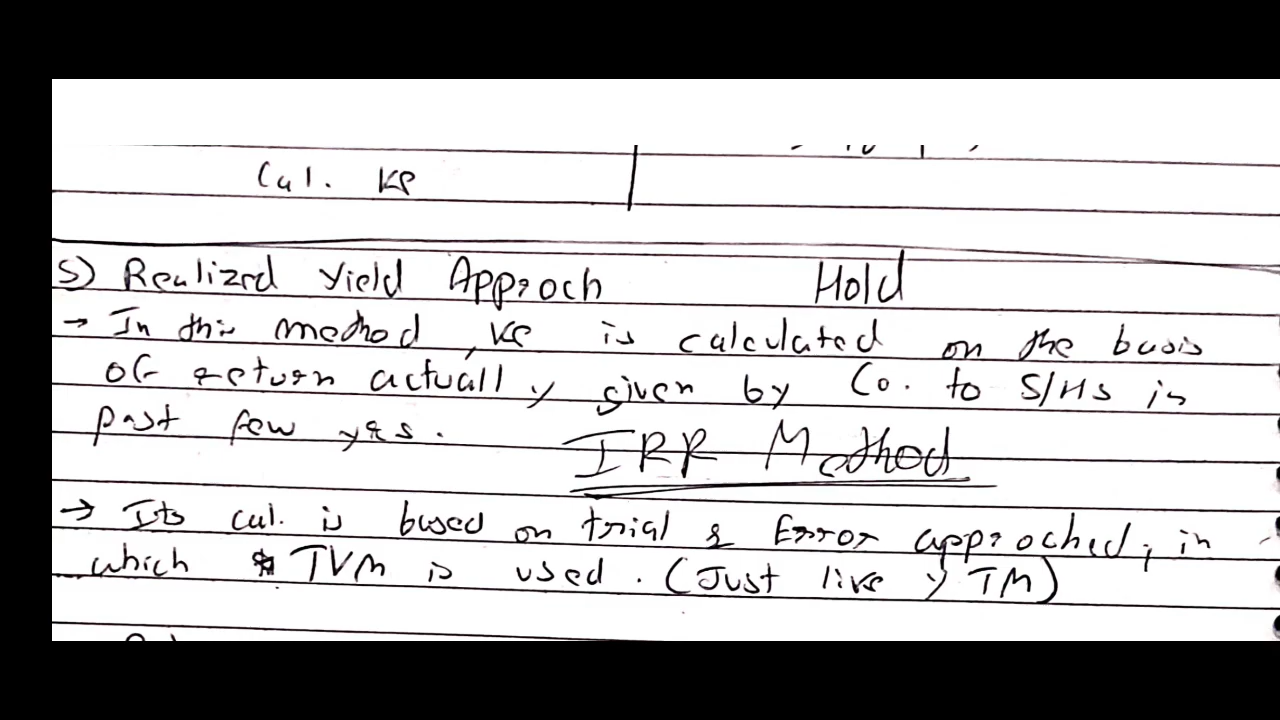 Cal. Ke
5) Realized Yield Approch Hold
→ In this method, Ke is calculated on the basis
of return actually given by Co. to S/Hs in
past few yrs.
IRR Method
→ Its cal. is based on trial & Error approched, in
which TVM is used. (Just like YTM)